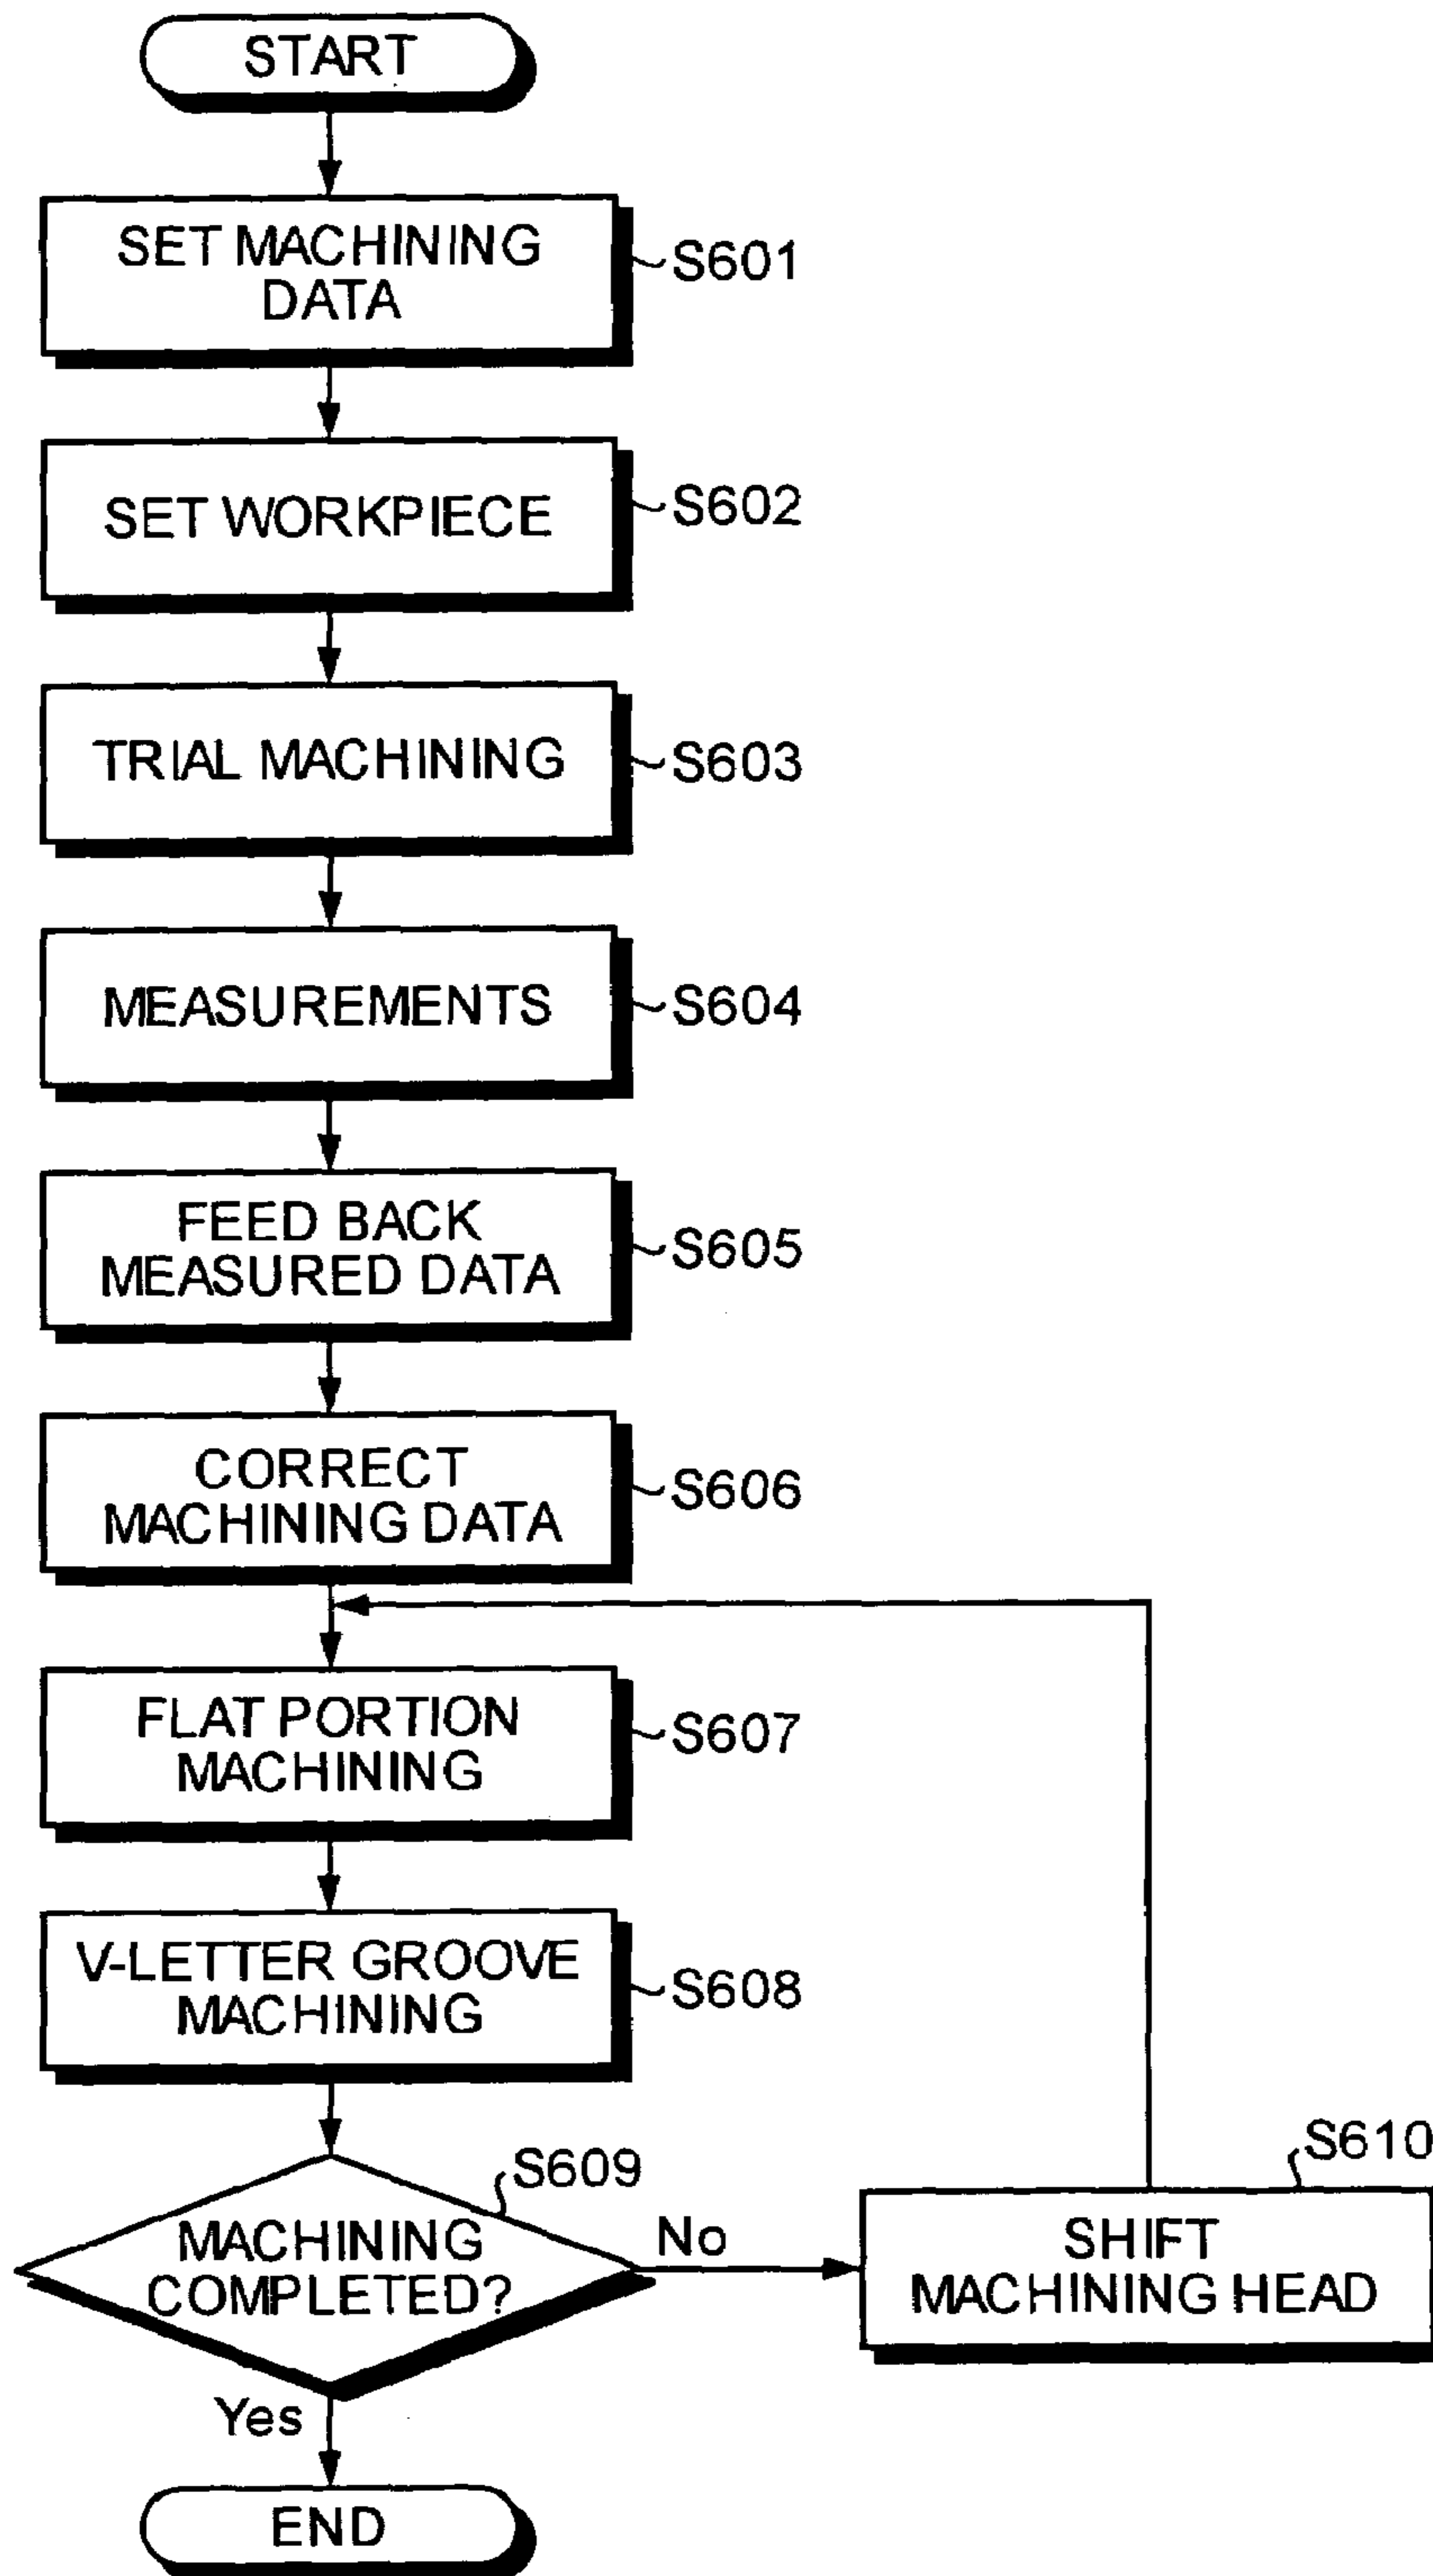 START
SET MACHINING
DATA
S601
SET WORKPIECE
S602
TRIAL MACHINING
S603
MEASUREMENTS
S604
FEED BACK
MEASURED DATA
S605
CORRECT
MACHINING DATA
S606
FLAT PORTION
MACHINING
S607
V-LETTER GROOVE
MACHINING
S608
S609
MACHINING
COMPLETED?
No
S610
SHIFT
MACHINING HEAD
Yes
END